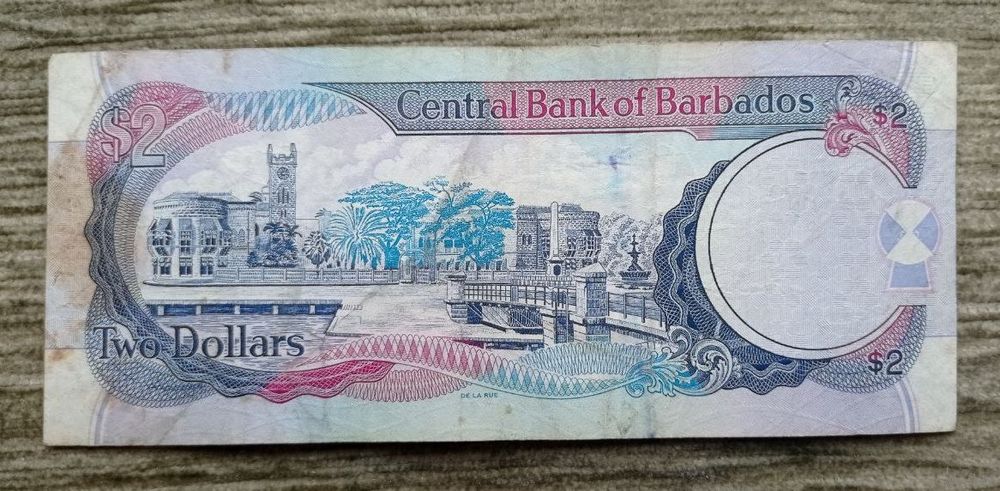 Central Bank of Barbados
$2
$2
Two Dollars
$2
DE LA RUE